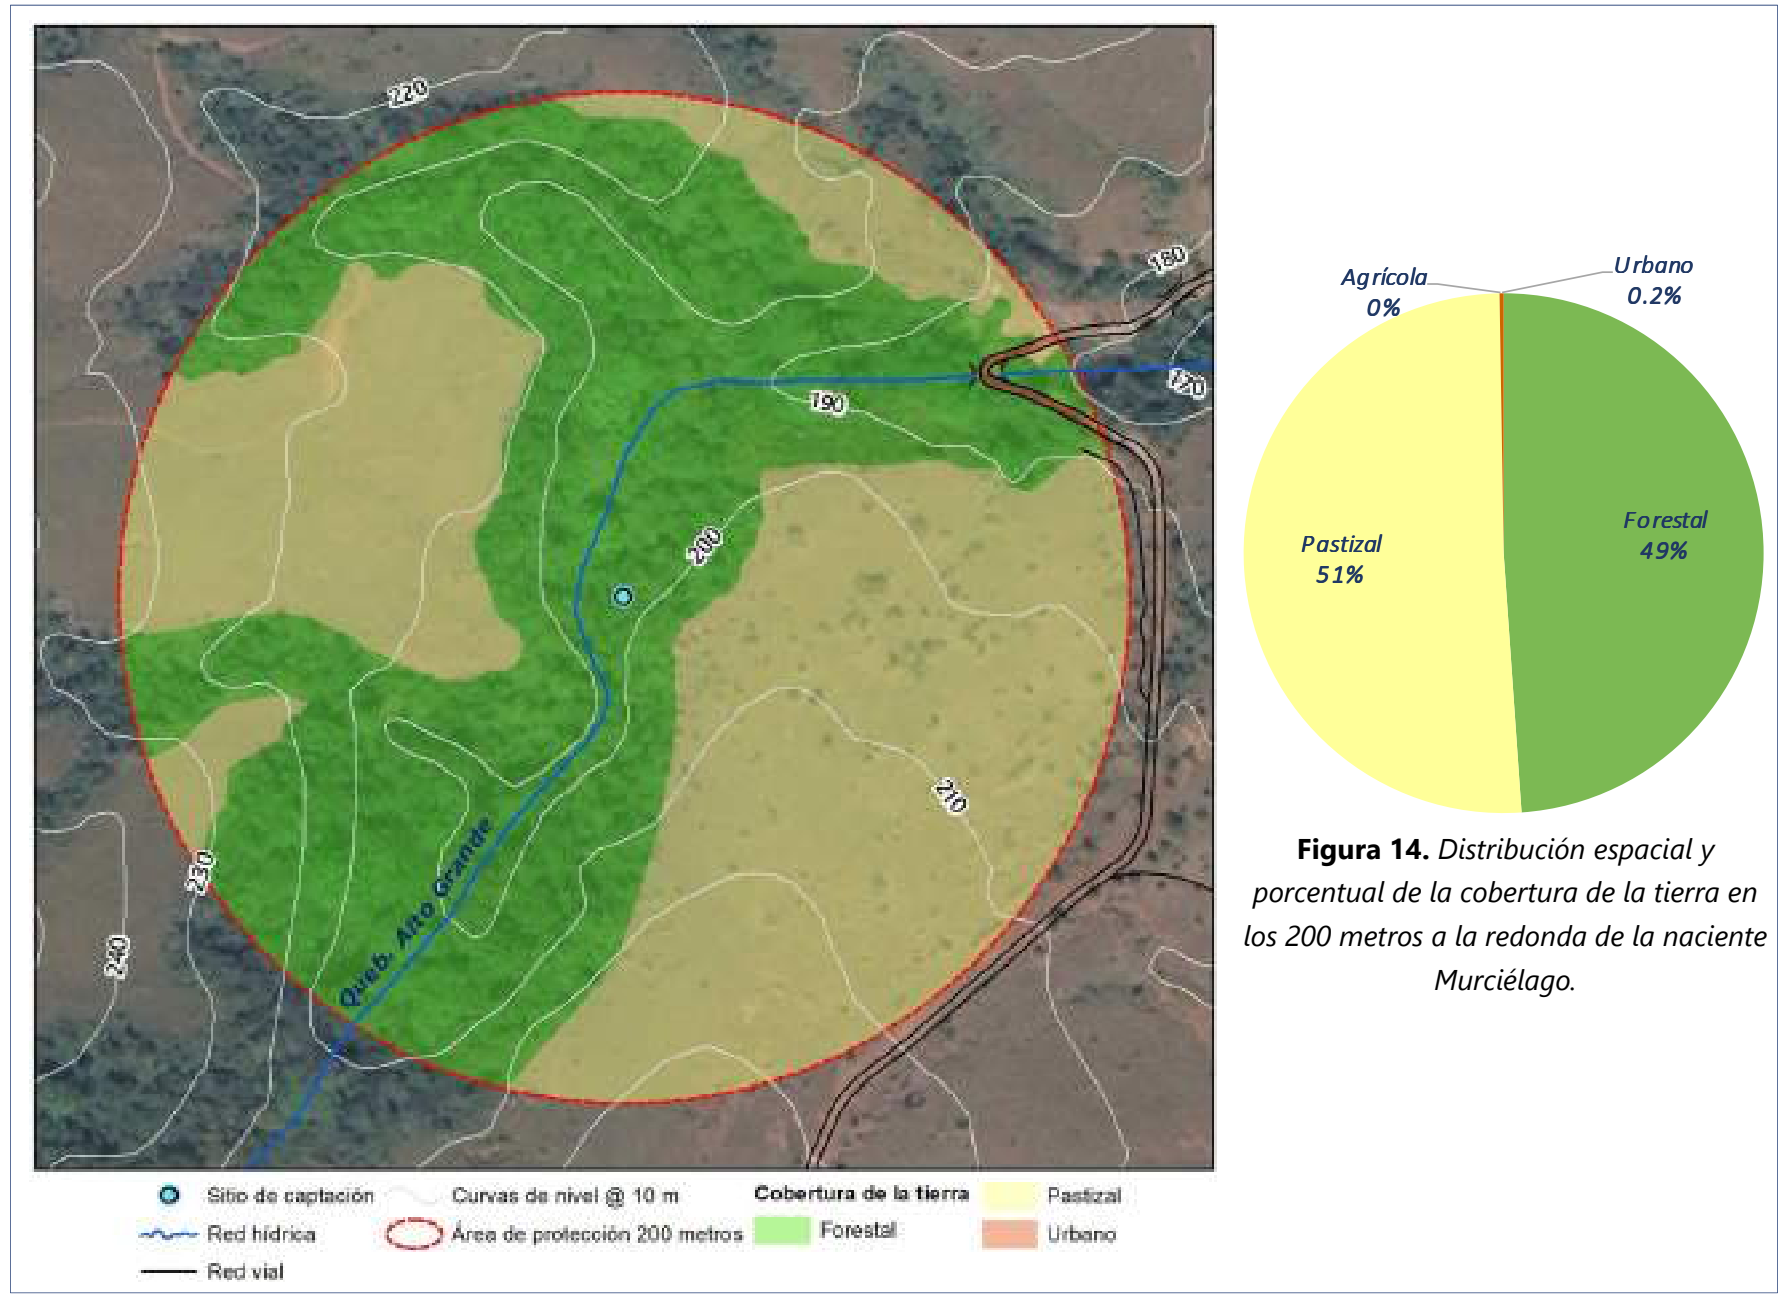 220
180
170
190
200
210
230
240
Queb. Alto Grande
Agrícola
0%
Urbano
0.2%
Forestal
49%
Pastizal
51%
Figura 14. Distribución espacial y
porcentual de la cobertura de la tierra en
los 200 metros a la redonda de la naciente
Murciélago.
Sitio de captación
Curvas de nivel @ 10 m
Cobertura de la tierra
Pastizal
Red hídrica
Área de protección 200 metros
Forestal
Urbano
Red vial